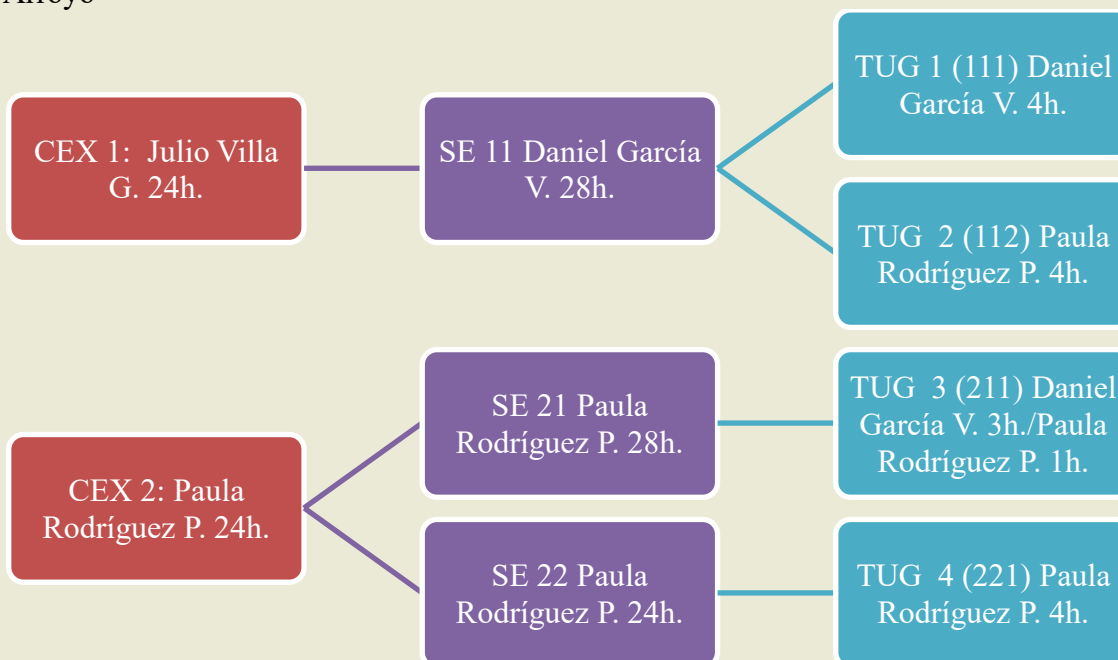 Arroyo
CEX 1: Julio Villa
G. 24h.
SE 11 Daniel García
V. 28h.
TUG 1 (111) Daniel
García V. 4h.
TUG 2 (112) Paula
Rodríguez P. 4h.
CEX 2: Paula
Rodríguez P. 24h.
SE 21 Paula
Rodríguez P. 28h.
TUG 3 (211) Daniel
García V. 3h./Paula
Rodríguez P. 1h.
SE 22 Paula
Rodríguez P. 24h.
TUG 4 (221) Paula
Rodríguez P. 4h.